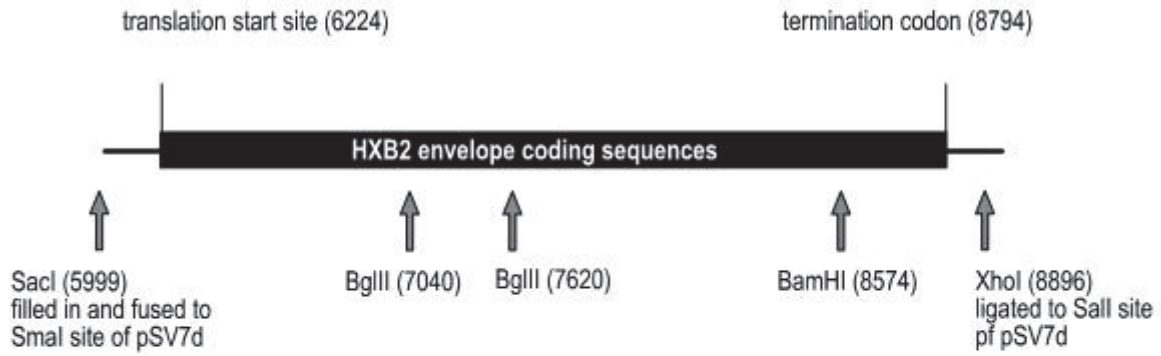 translation start site (6224)
termination codon (8794)
HXB2 envelope coding sequences
SacI (5999)
filled in and fused to
SmaI site of pSV7d
BglII (7040)
BglII (7620)
BamHI (8574)
XhoI (8896)
ligated to SalI site
pf pSV7d